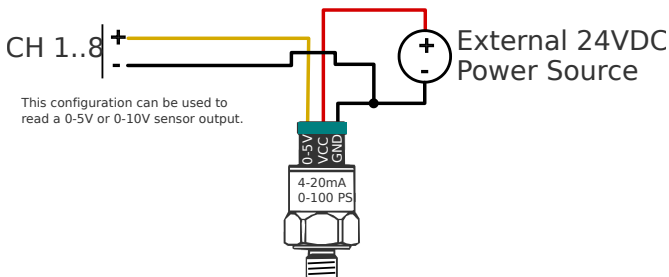 CH 1..8
+
-
+
-
External 24VDC
Power Source
This configuration can be used to
read a 0-5V or 0-10V sensor output.
0-5V
VCC
GND
4-20mA
0-100 PS